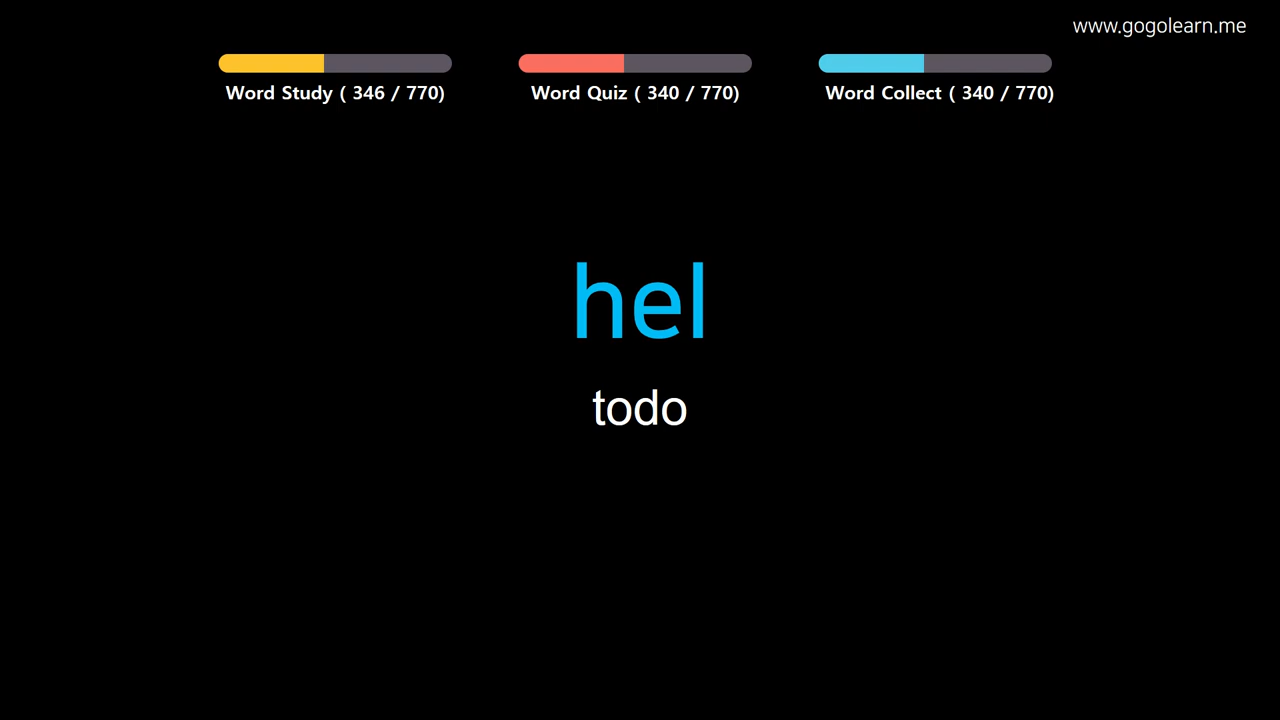 www.gogolearn.me
Word Study ( 346 / 770)
Word Quiz ( 340 / 770)
Word Collect ( 340 / 770)
hel
todo